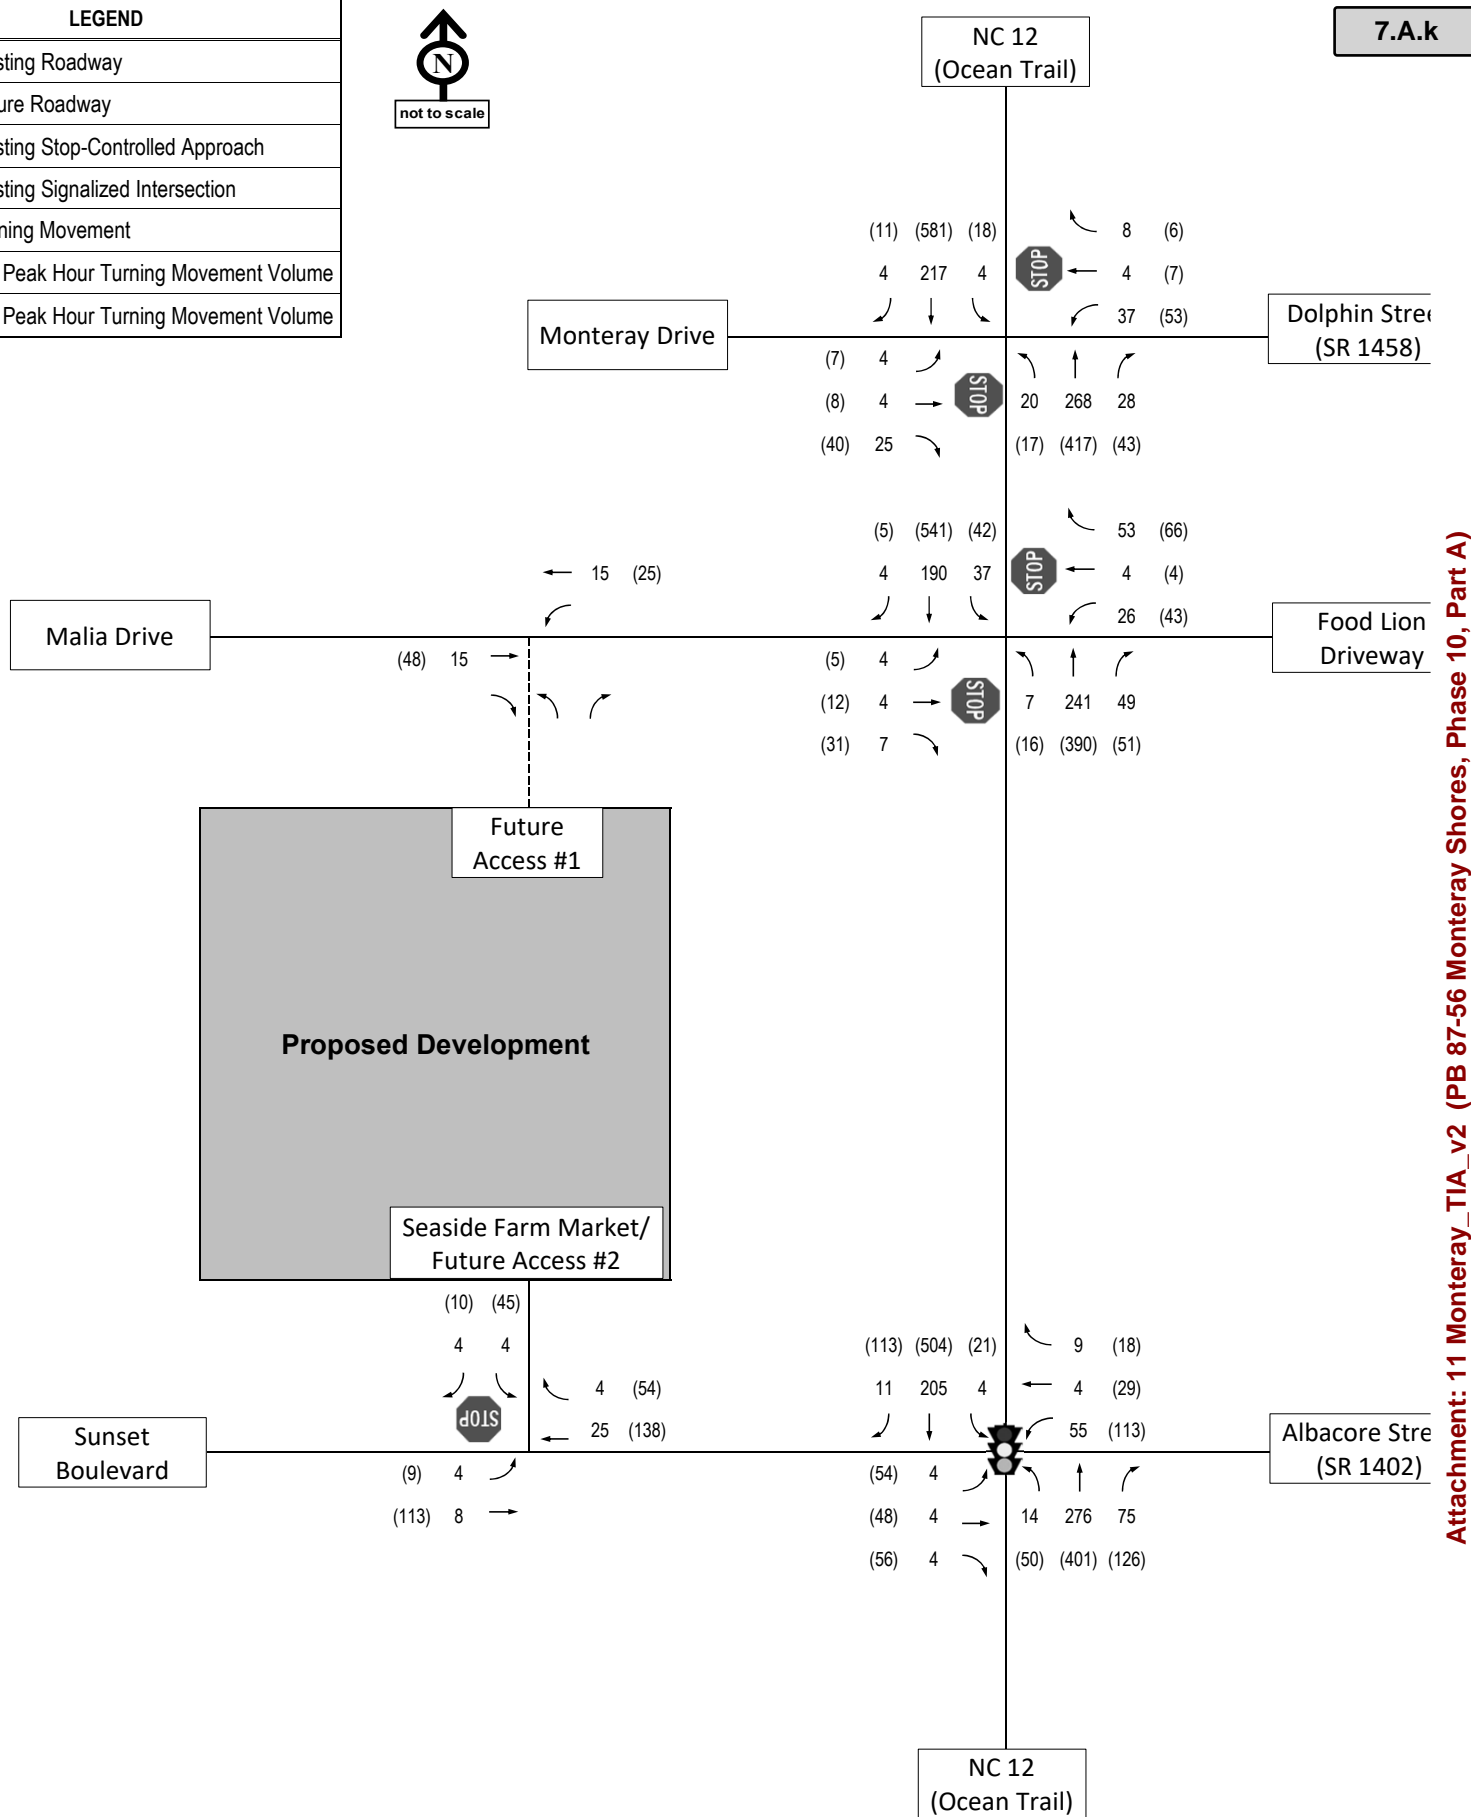 LEGEND
sting Roadway
ure Roadway
sting Stop-Controlled Approach
sting Signalized Intersection
ning Movement
Peak Hour Turning Movement Volume
Peak Hour Turning Movement Volume
N
not to scale
NC 12
(Ocean Trail)
7.A.k
(11) (581) (18)
4 217 4
STOP
8 (6)
4 (7)
37 (53)
Monteray Drive
Dolphin Stree
(SR 1458)
(7) 4
(8) 4
(40) 25
STOP
20 268 28
(17) (417) (43)
(5) (541) (42)
4 190 37
STOP
53 (66)
4 (4)
26 (43)
15 (25)
Malia Drive
Food Lion
Driveway
(48) 15
(5) 4
(12) 4
(31) 7
STOP
7 241 49
(16) (390) (51)
Future
Access #1
Proposed Development
Seaside Farm Market/
Future Access #2
(10) (45)
4 4
STOP
4 (54)
25 (138)
Sunset
Boulevard
(9) 4
(113) 8
(113) (504) (21)
11 205 4
9 (18)
4 (29)
55 (113)
Albacore Stre
(SR 1402)
(54) 4
(48) 4
(56) 4
14 276 75
(50) (401) (126)
NC 12
(Ocean Trail)
Attachment: 11 Monteray_TIA_v2 (PB 87-56 Monteray Shores, Phase 10, Part A)